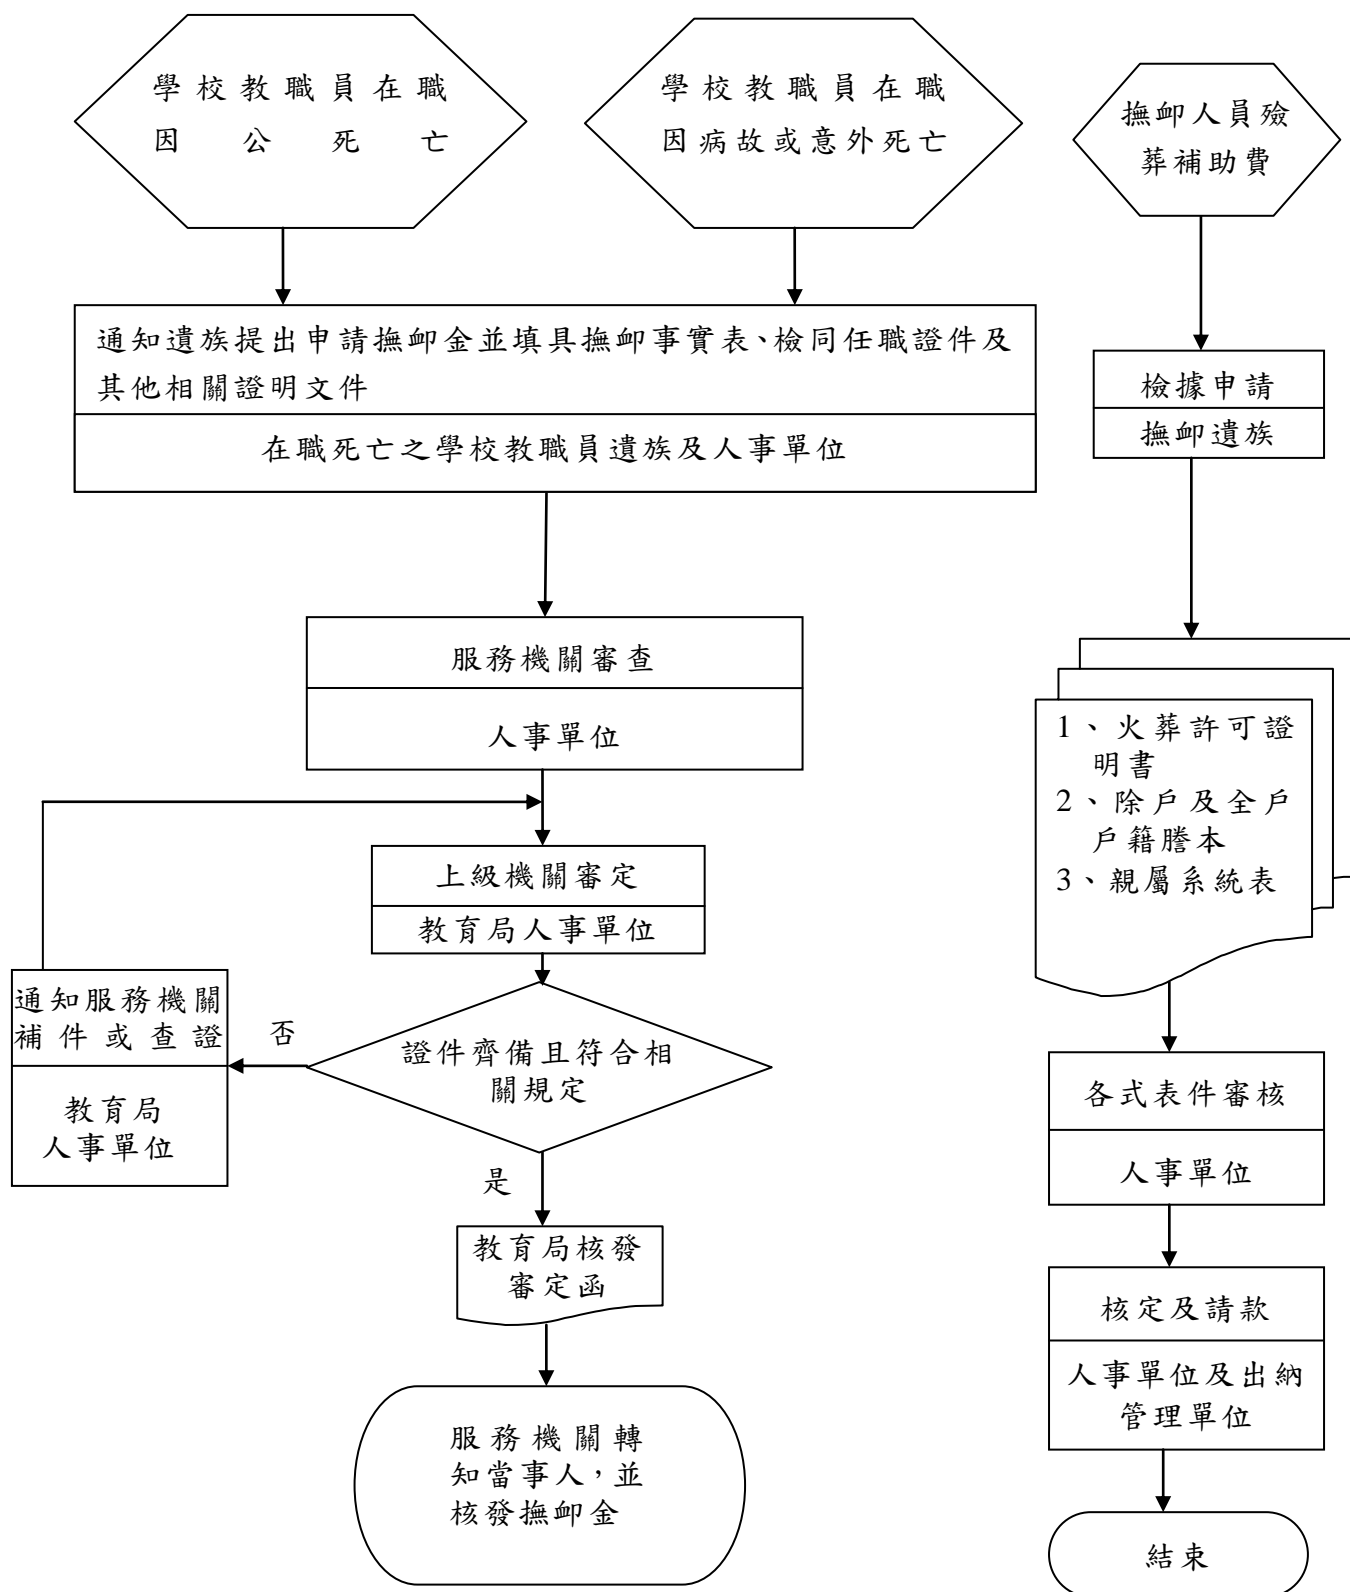 學校教職員在職
因公死亡
學校教職員在職
因病故或意外死亡
撫卹人員殮
葬補助費
通知遺族提出申請撫卹金並填具撫卹事實表、檢同任職證件及
其他相關證明文件
在職死亡之學校教職員遺族及人事單位
檢據申請
撫卹遺族
服務機關審查
人事單位
1、火葬許可證
明書
2、除戶及全戶
戶籍謄本
3、親屬系統表
上級機關審定
教育局人事單位
通知服務機關
補件或查證
教育局
人事單位
否
證件齊備且符合相
關規定
是
各式表件審核
人事單位
教育局核發
審定函
核定及請款
人事單位及出納
管理單位
服務機關轉
知當事人，並
核發撫卹金
結束